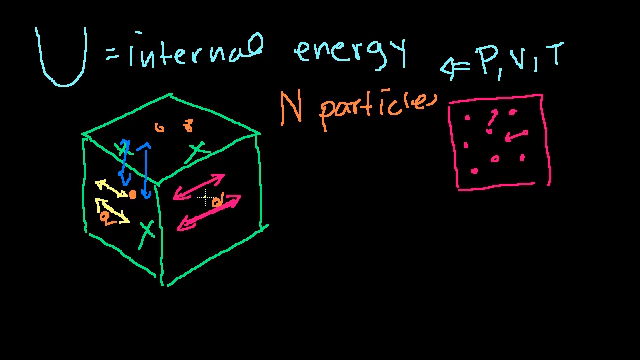 U = internal energy ⇐ P, V, T
N particles
x x
x